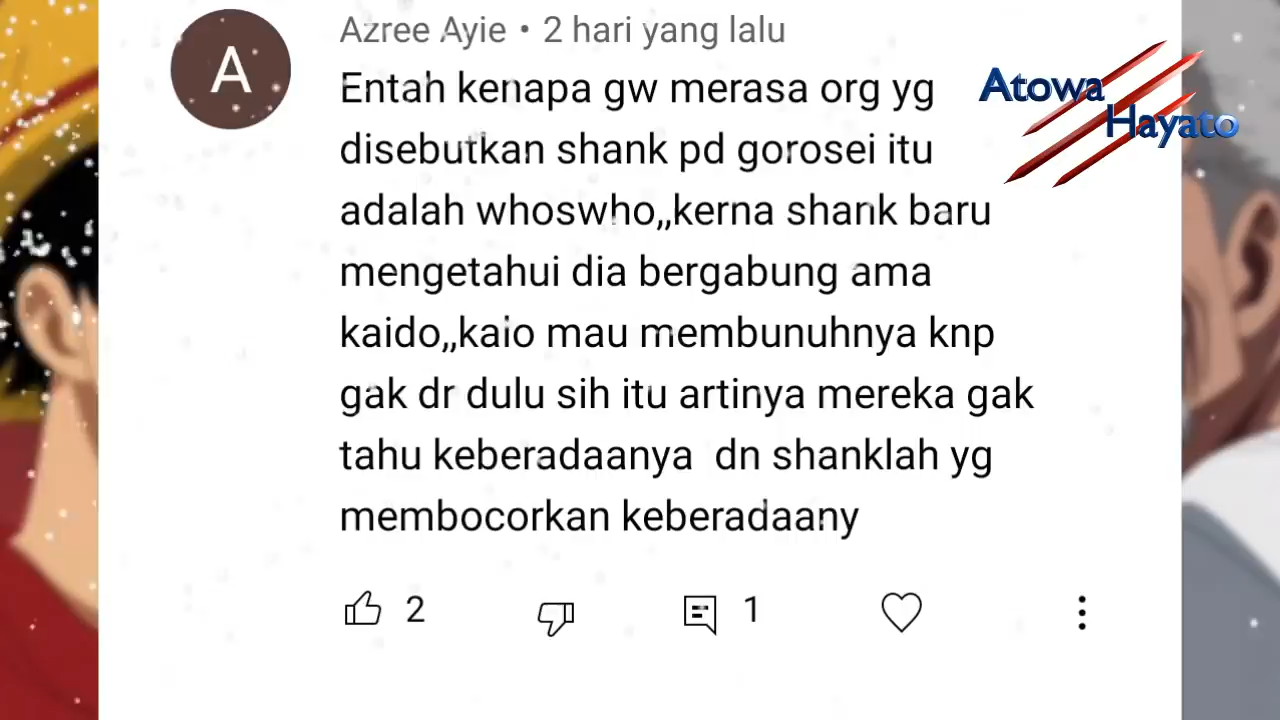 Azree Ayie • 2 hari yang lalu
A
Entah kenapa gw merasa org yg
disebutkan shank pd gorosei itu
adalah whoswho,,kerna shank baru
mengetahui dia bergabung ama
kaido,,kaio mau membunuhnya knp
gak dr dulu sih itu artinya mereka gak
tahu keberadaanya dn shanklah yg
membocorkan keberadaany
2
1
Atowa
Hayato